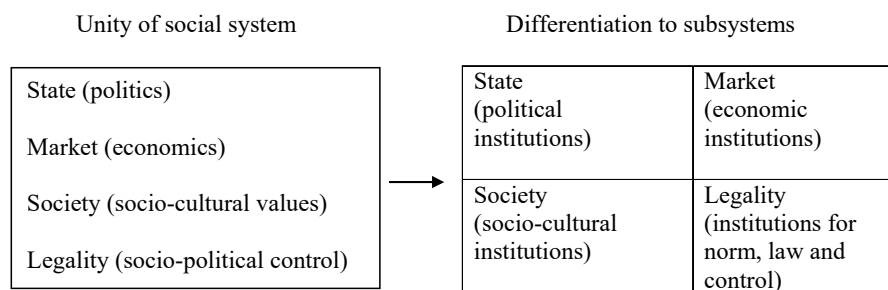 Unity of social system
Differentiation to subsystems
State (politics)
Market (economics)
Society (socio-cultural values)
Legality (socio-political control)
State
(political
institutions)
Market
(economic
institutions)
Society
(socio-cultural
institutions)
Legality
(institutions for
norm, law and
control)